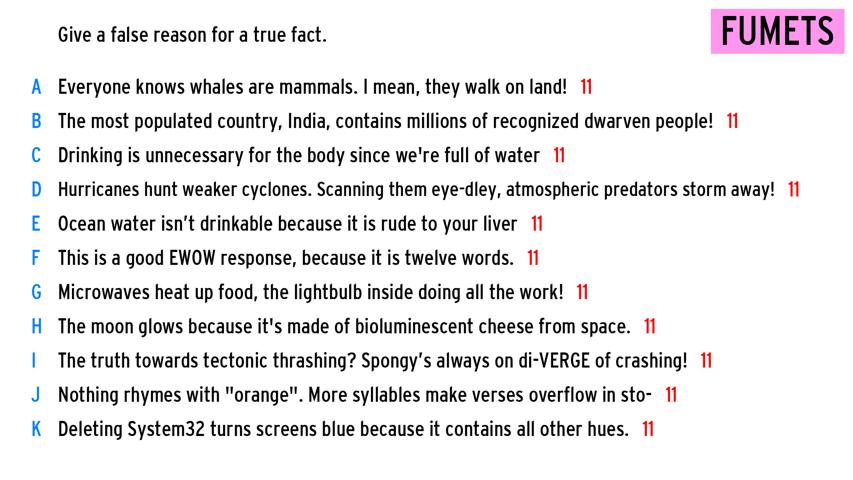 Give a false reason for a true fact.
FUMETS
A Everyone knows whales are mammals. I mean, they walk on land! 11
B The most populated country, India, contains millions of recognized dwarven people! 11
C Drinking is unnecessary for the body since we're full of water 11
D Hurricanes hunt weaker cyclones. Scanning them eye-dley, atmospheric predators storm away! 11
E Ocean water isn’t drinkable because it is rude to your liver 11
F This is a good EWOW response, because it is twelve words. 11
G Microwaves heat up food, the lightbulb inside doing all the work! 11
H The moon glows because it's made of bioluminescent cheese from space. 11
I The truth towards tectonic thrashing? Spongy’s always on di-VERGE of crashing! 11
J Nothing rhymes with "orange". More syllables make verses overflow in sto- 11
K Deleting System32 turns screens blue because it contains all other hues. 11